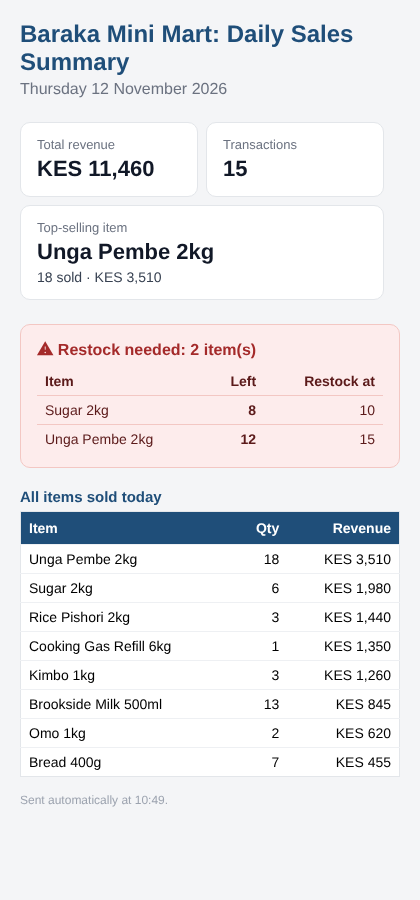 Baraka Mini Mart: Daily Sales
Summary
Thursday 12 November 2026
Total revenue
KES 11,460
Transactions
15
Top-selling item
Unga Pembe 2kg
18 sold · KES 3,510
Restock needed: 2 item(s)
Item Left Restock at
Sugar 2kg 8 10
Unga Pembe 2kg 12 15
All items sold today
Item Qty Revenue
Unga Pembe 2kg 18 KES 3,510
Sugar 2kg 6 KES 1,980
Rice Pishori 2kg 3 KES 1,440
Cooking Gas Refill 6kg 1 KES 1,350
Kimbo 1kg 3 KES 1,260
Brookside Milk 500ml 13 KES 845
Omo 1kg 2 KES 620
Bread 400g 7 KES 455
Sent automatically at 10:49.